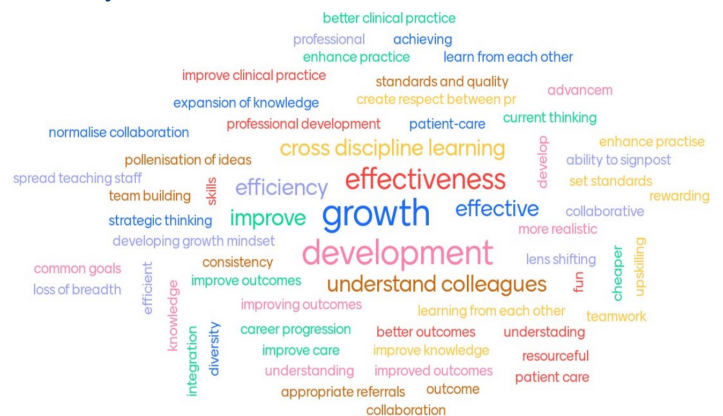 better clinical practice
professional achieving
enhance practice learn from each other
improve clinical practice standards and quality
advancem
expansion of knowledge create respect between pr
current thinking
professional development patient-care
normalise collaboration
cross discipline learning
develop
enhance practise
pollenisation of ideas
ability to signpost
spread teaching staff
skills
efficiency
effectiveness
set standards
team building
rewarding
strategic thinking
improve
growth
effective
collaborative
more realistic
developing growth mindset
development
consistency
lens shifting
common goals
efficient
improve outcomes
understand colleagues
fun
cheaper
upskilling
loss of breadth
knowledge
improving outcomes
learning from each other
teamwork
integration
diversity
career progression
better outcomes
understading
improve care
improve knowledge
resourceful
understanding
improved outcomes
patient care
appropriate referrals
outcome
collaboration